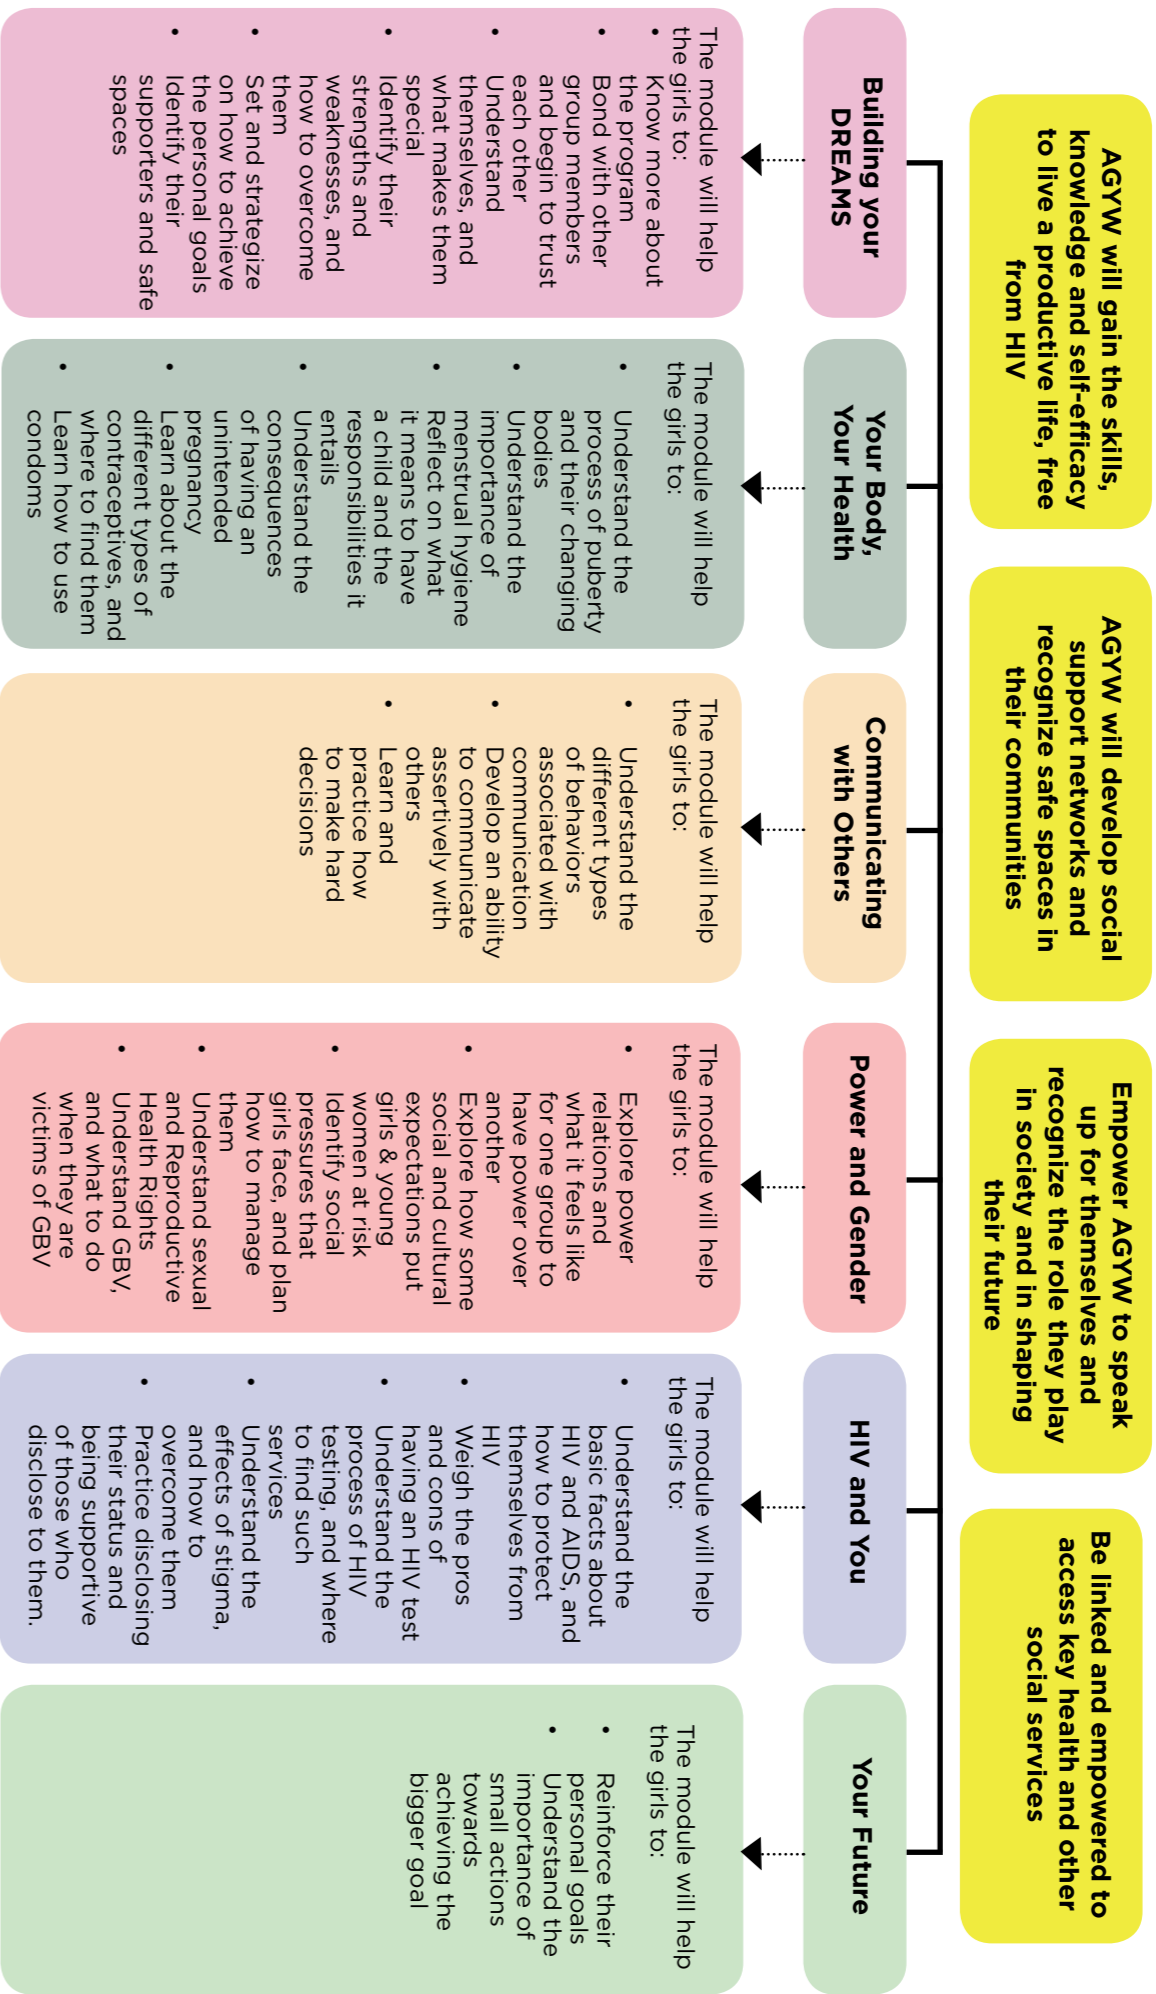 AGYW will gain the skills,
knowledge and self-efficacy
to live a productive life, free
from HIV
AGYW will develop social
support networks and
recognize safe spaces in
their communities
Empower AGYW to speak
up for themselves and
recognize the role they play
in society and in shaping
their future
Be linked and empowered to
access key health and other
social services
Building your
DREAMS
The module will help
the girls to:
• Know more about
the program
• Bond with other
group members
and begin to trust
each other
• Understand
themselves, and
what makes them
special
• Identify their
strengths and
weaknesses, and
how to overcome
them
• Set and strategize
on how to achieve
the personal goals
• Identify their
supporters and safe
spaces
Your Body,
Your Health
The module will help
the girls to:
• Understand the
process of puberty
and their changing
bodies
• Understand the
importance of
menstrual hygiene
• Reflect on what
it means to have
a child and the
responsibilities it
entails
• Understand the
consequences
of having an
unintended
pregnancy
• Learn about the
different types of
contraceptives, and
where to find them
• Learn how to use
condoms
Communicating
with Others
The module will help
the girls to:
• Understand the
different types
of behaviors
associated with
communication
• Develop an ability
to communicate
assertively with
others
• Learn and
practice how
to make hard
decisions
Power and Gender
The module will help
the girls to:
• Explore power
relations and
what it feels like
for one group to
have power over
another
• Explore how some
social and cultural
expectations put
girls & young
women at risk
• Identify social
pressures that
girls face, and plan
how to manage
them
• Understand sexual
and Reproductive
Health Rights
• Understand GBV,
and what to do
when they are
victims of GBV
HIV and You
The module will help
the girls to:
• Understand the
basic facts about
HIV and AIDS, and
how to protect
themselves from
HIV
• Weigh the pros
and cons of
having an HIV test
• Understand the
process of HIV
testing, and where
to find such
services
• Understand the
effects of stigma,
and how to
overcome them
• Practice disclosing
their status and
being supportive
of those who
disclose to them.
Your Future
The module will help
the girls to:
• Reinforce their
personal goals
• Understand the
importance of
small actions
towards
achieving the
bigger goal